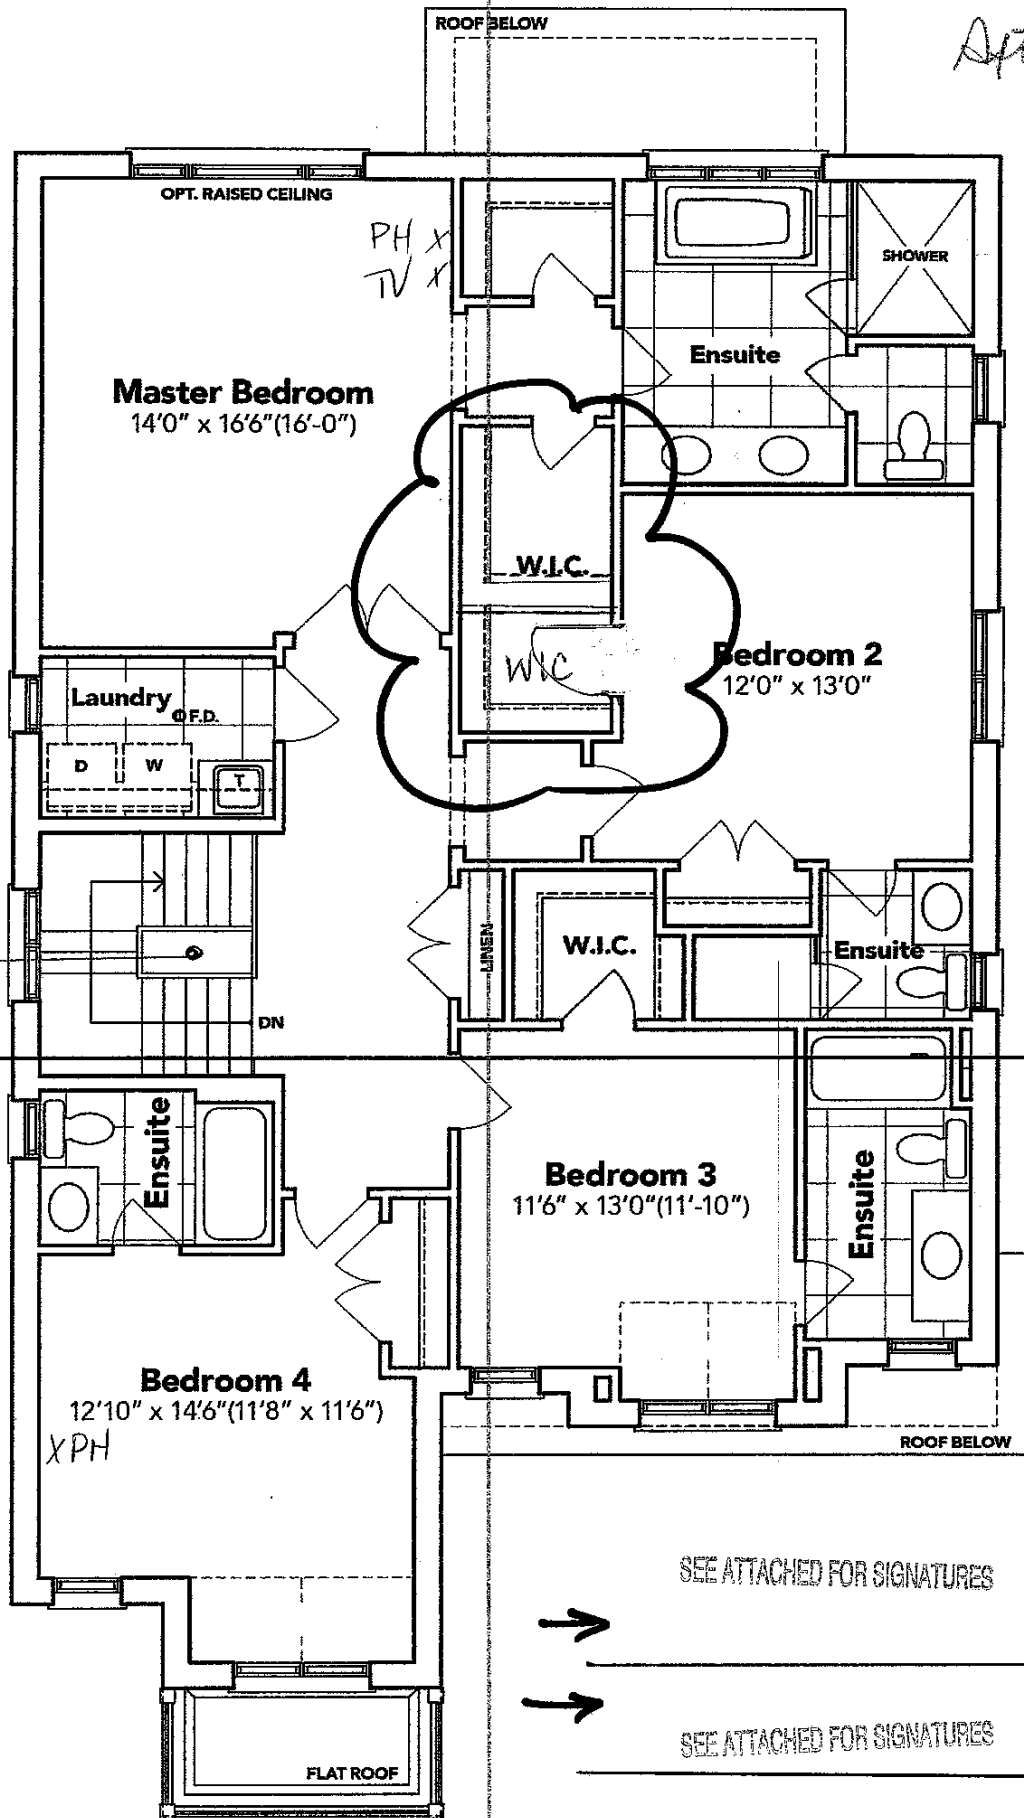 ROOF BELOW
OPT. RAISED CEILING
PH X
TV X
SHOWER
Ensuite
Master Bedroom
14'0" x 16'6"(16'-0")
W.I.C.
WIC
Bedroom 2
12'0" x 13'0"
Laundry
F.D.
D
W
T
LINEN
W.I.C.
Ensuite
DN
Ensuite
Bedroom 3
11'6" x 13'0"(11'-10")
Ensuite
Bedroom 4
12'10" x 14'6"(11'8" x 11'6")
X PH
ROOF BELOW
SEE ATTACHED FOR SIGNATURES
SEE ATTACHED FOR SIGNATURES
FLAT ROOF